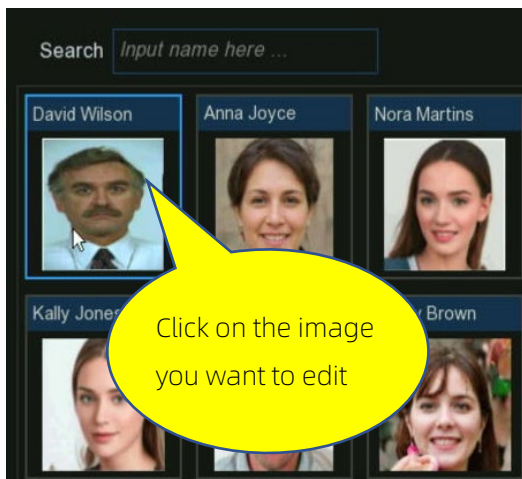 Search Input name here ...
David Wilson
Anna Joyce
Nora Martins
Kally Jones
Brown
Click on the image
you want to edit